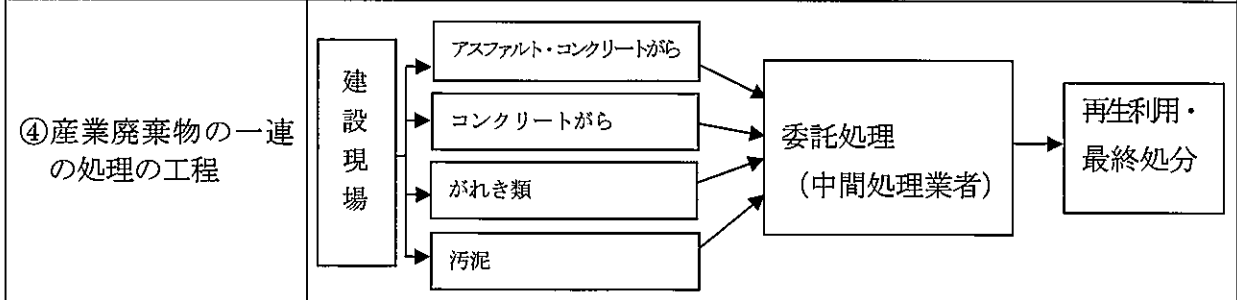 ④産業廃棄物の一連
の処理の工程
建設現場
アスファルト・コンクリートがら
コンクリートがら
がれき類
汚泥
委託処理
（中間処理業者）
再生利用・
最終処分